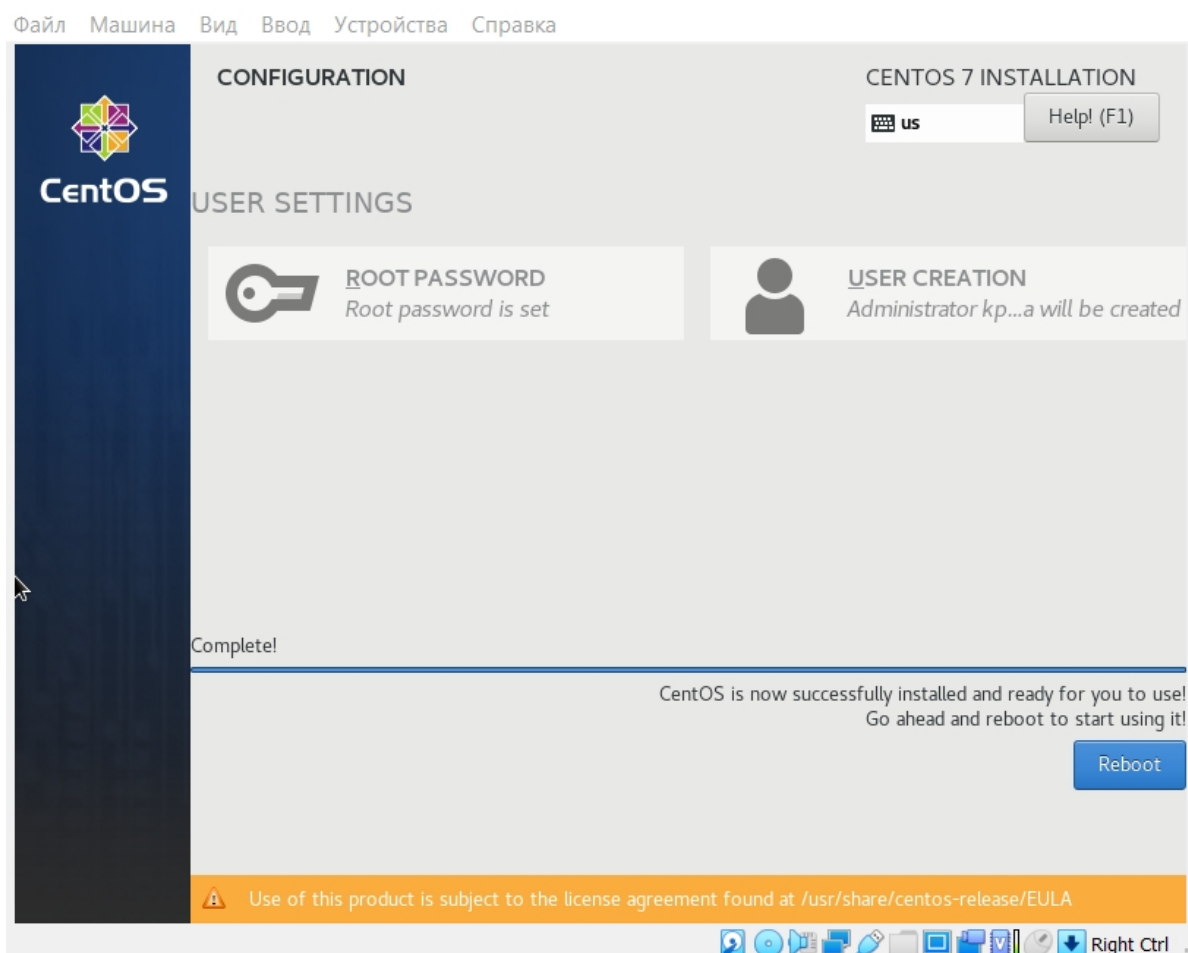 Файл Машина Вид Ввод Устройства Справка
CONFIGURATION
CENTOS 7 INSTALLATION
us
Help! (F1)
CentOS
USER SETTINGS
ROOT PASSWORD
Root password is set
USER CREATION
Administrator kp...a will be created
Complete!
CentOS is now successfully installed and ready for you to use!
Go ahead and reboot to start using it!
Reboot
Use of this product is subject to the license agreement found at /usr/share/centos-release/EULA
Right Ctrl